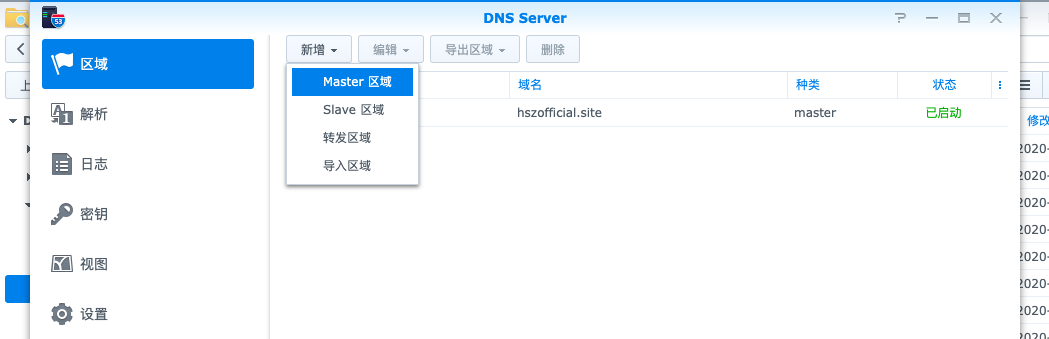 DNS Server
新增 编辑 导出区域 删除
区域
Master 区域
域名 种类 状态
Slave 区域
hszofficial.site master 已启动
转发区域
导入区域
解析
日志
密钥
视图
设置
上
D
修改
2020-
2020-
2020-
2020-
2020-
2020-
2020-
2020-
53